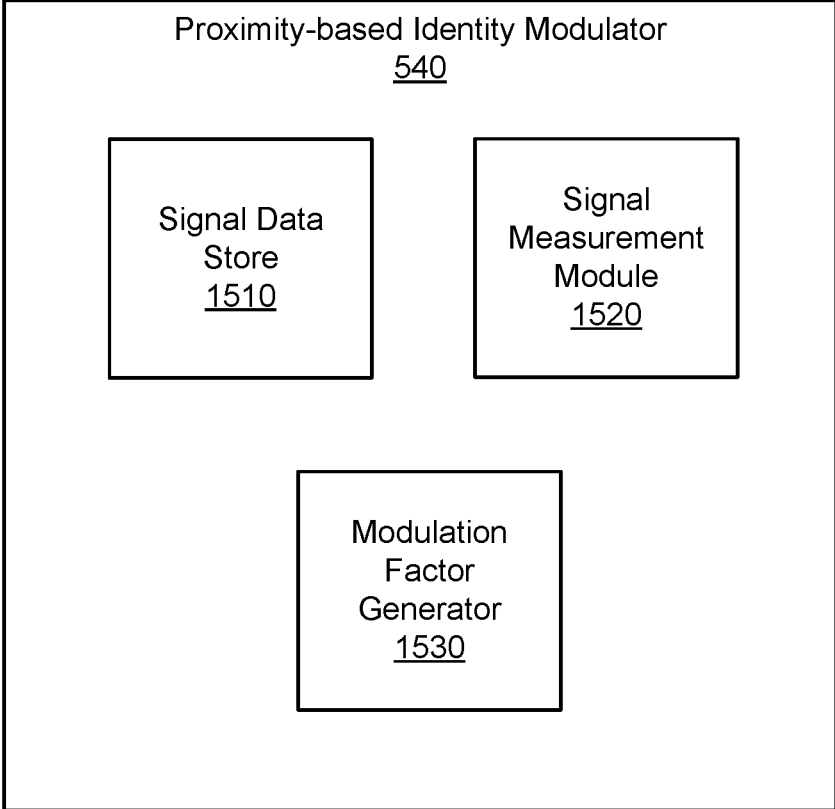 Proximity-based Identity Modulator
540
Signal Data
Store
1510
Signal
Measurement
Module
1520
Modulation
Factor
Generator
1530